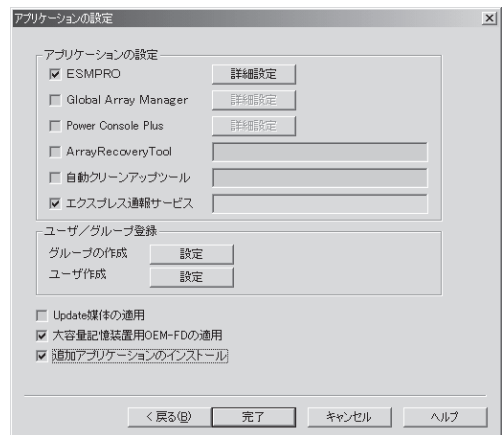 アプリケーションの設定
アプリケーションの設定
ESMPRO 詳細設定
Global Array Manager 詳細設定
Power Console Plus 詳細設定
ArrayRecoveryTool
自動クリーンアップツール
エクスプレス通報サービス
ユーザ/グループ登録
グループの作成 設定
ユーザ作成 設定
Update媒体の適用
大容量記憶装置用OEM-FDの適用
追加アプリケーションのインストール
< 戻る(B) 完了 キャンセル ヘルプ